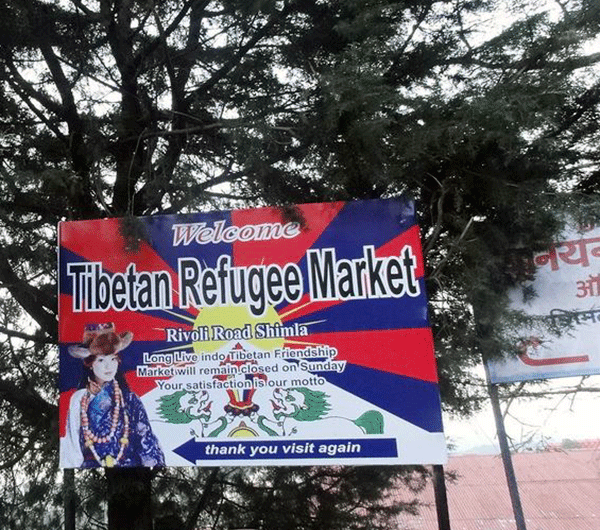 Welcome
Tibetan Refugee Market
Rivoli Road Shimla
Long Live indo Tibetan Friendship
Market will remain closed on Sunday
Your satisfaction is our motto
thank you visit again